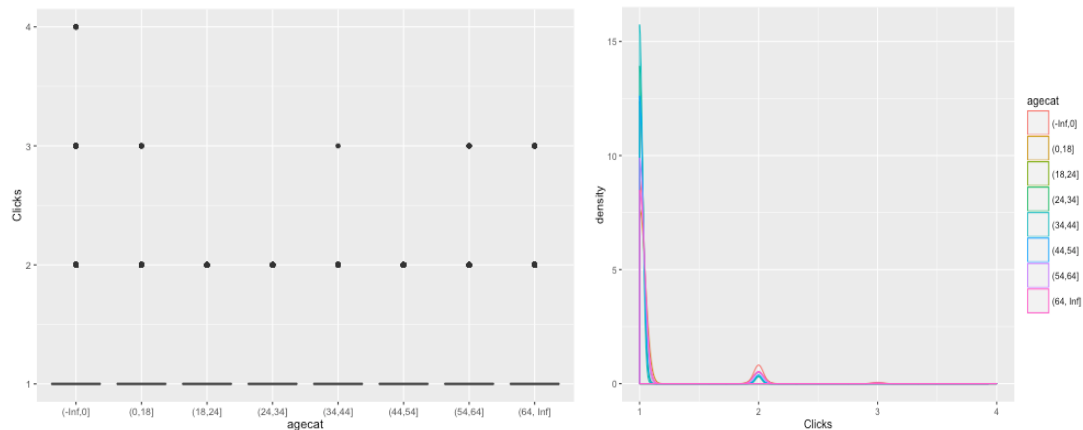 4
3
2
1
Clicks
(-Inf,0] (0,18] (18,24] (24,34] (34,44] (44,54] (54,64] (64, Inf]
agecat
15
10
5
0
density
1 2 3 4
Clicks
agecat
(-Inf,0]
(0,18]
(18,24]
(24,34]
(34,44]
(44,54]
(54,64]
(64, Inf]